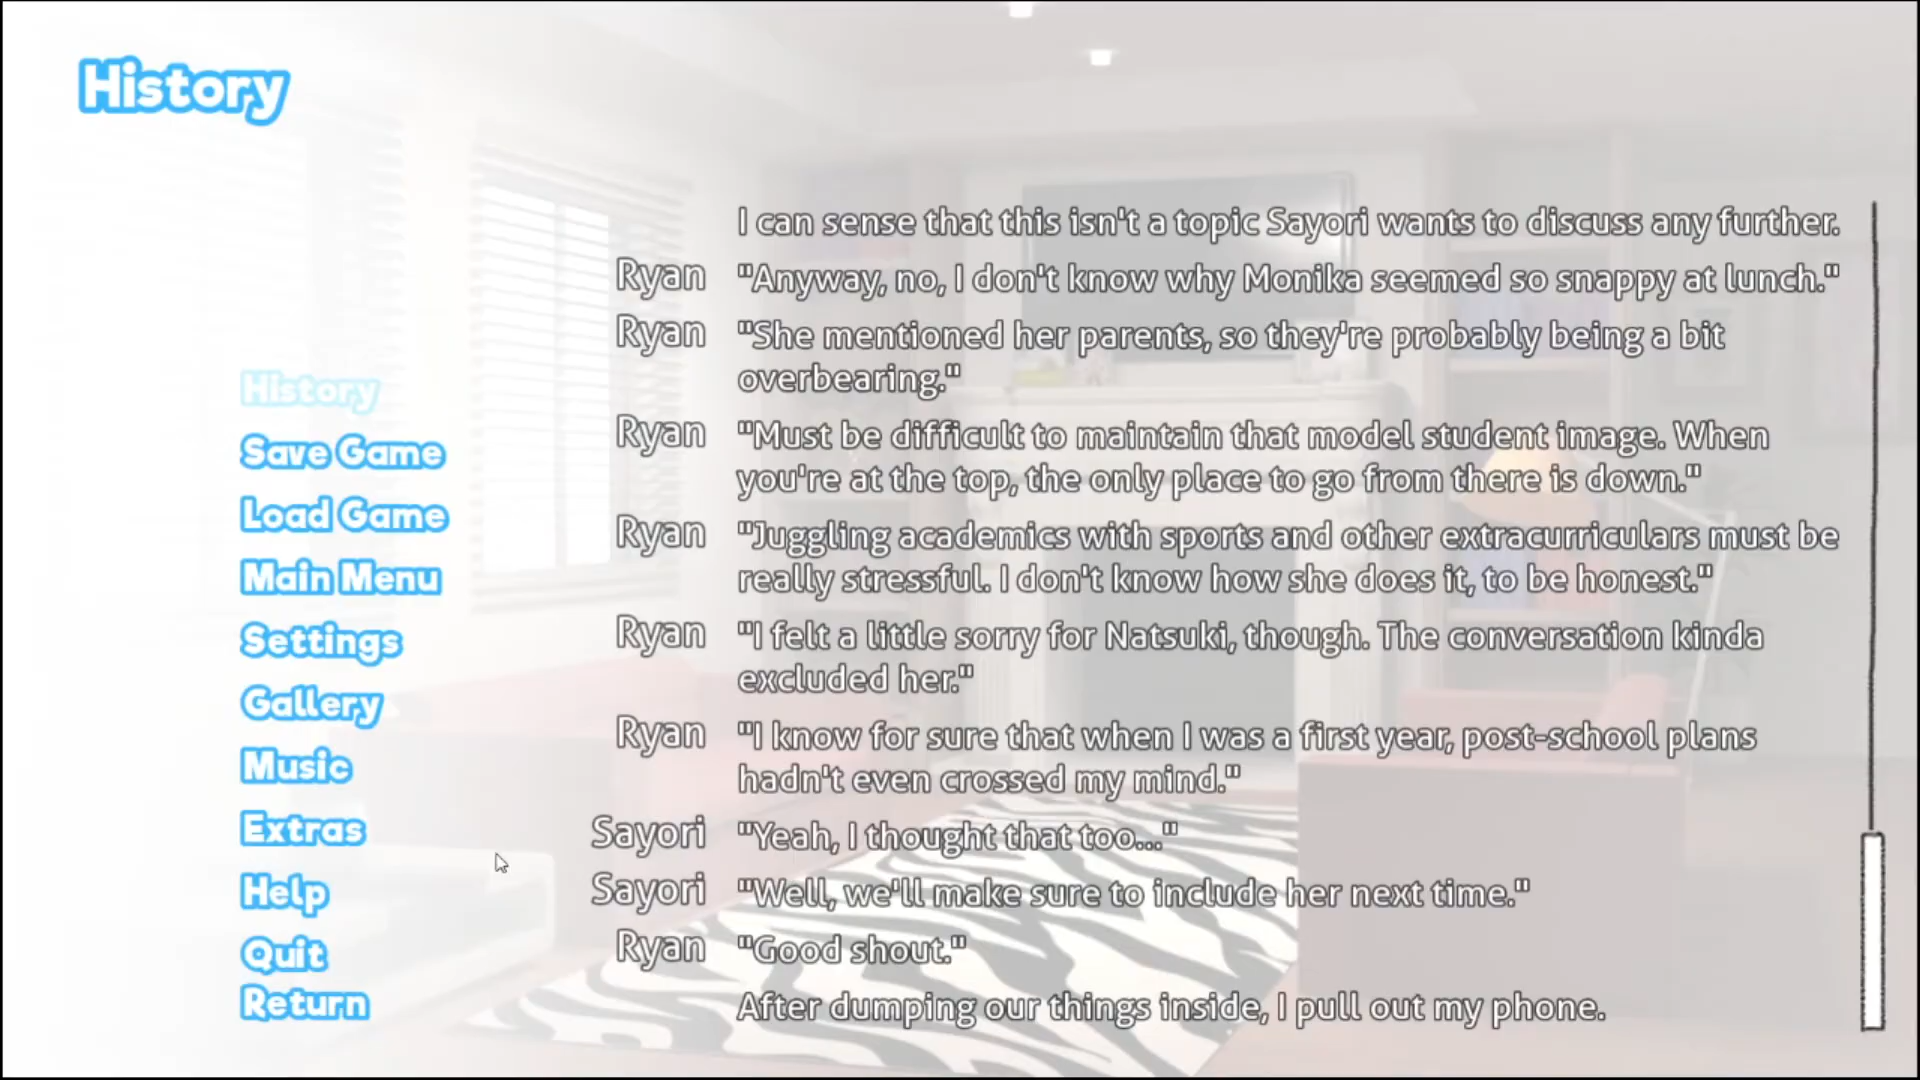 History
I can sense that this isn't a topic Sayori wants to discuss any further.
Ryan "Anyway, no, I don't know why Monika seemed so snappy at lunch."
Ryan "She mentioned her parents, so they're probably being a bit
overbearing."
Ryan "Must be difficult to maintain that model student image. When
you're at the top, the only place to go from there is down."
Ryan "Juggling academics with sports and other extracurriculars must be
really stressful. I don't know how she does it, to be honest."
Ryan "I felt a little sorry for Natsuki, though. The conversation kinda
excluded her."
Ryan "I know for sure that when I was a first year, post-school plans
hadn't even crossed my mind."
Sayori "Yeah, I thought that too..."
Sayori "Well, we'll make sure to include her next time."
Ryan "Good shout."
After dumping our things inside, I pull out my phone.
History
Save Game
Load Game
Main Menu
Settings
Gallery
Music
Extras
Help
Quit
Return